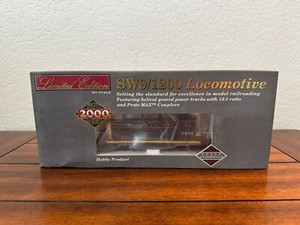 Limited Edition
HO SCALE
SW9/1200 Locomotive
Setting the standard for excellence in model railroading
Featuring helical geared power trucks with 14:1 ratio
and Proto MAX™ Couplers
2000
Hobby Product